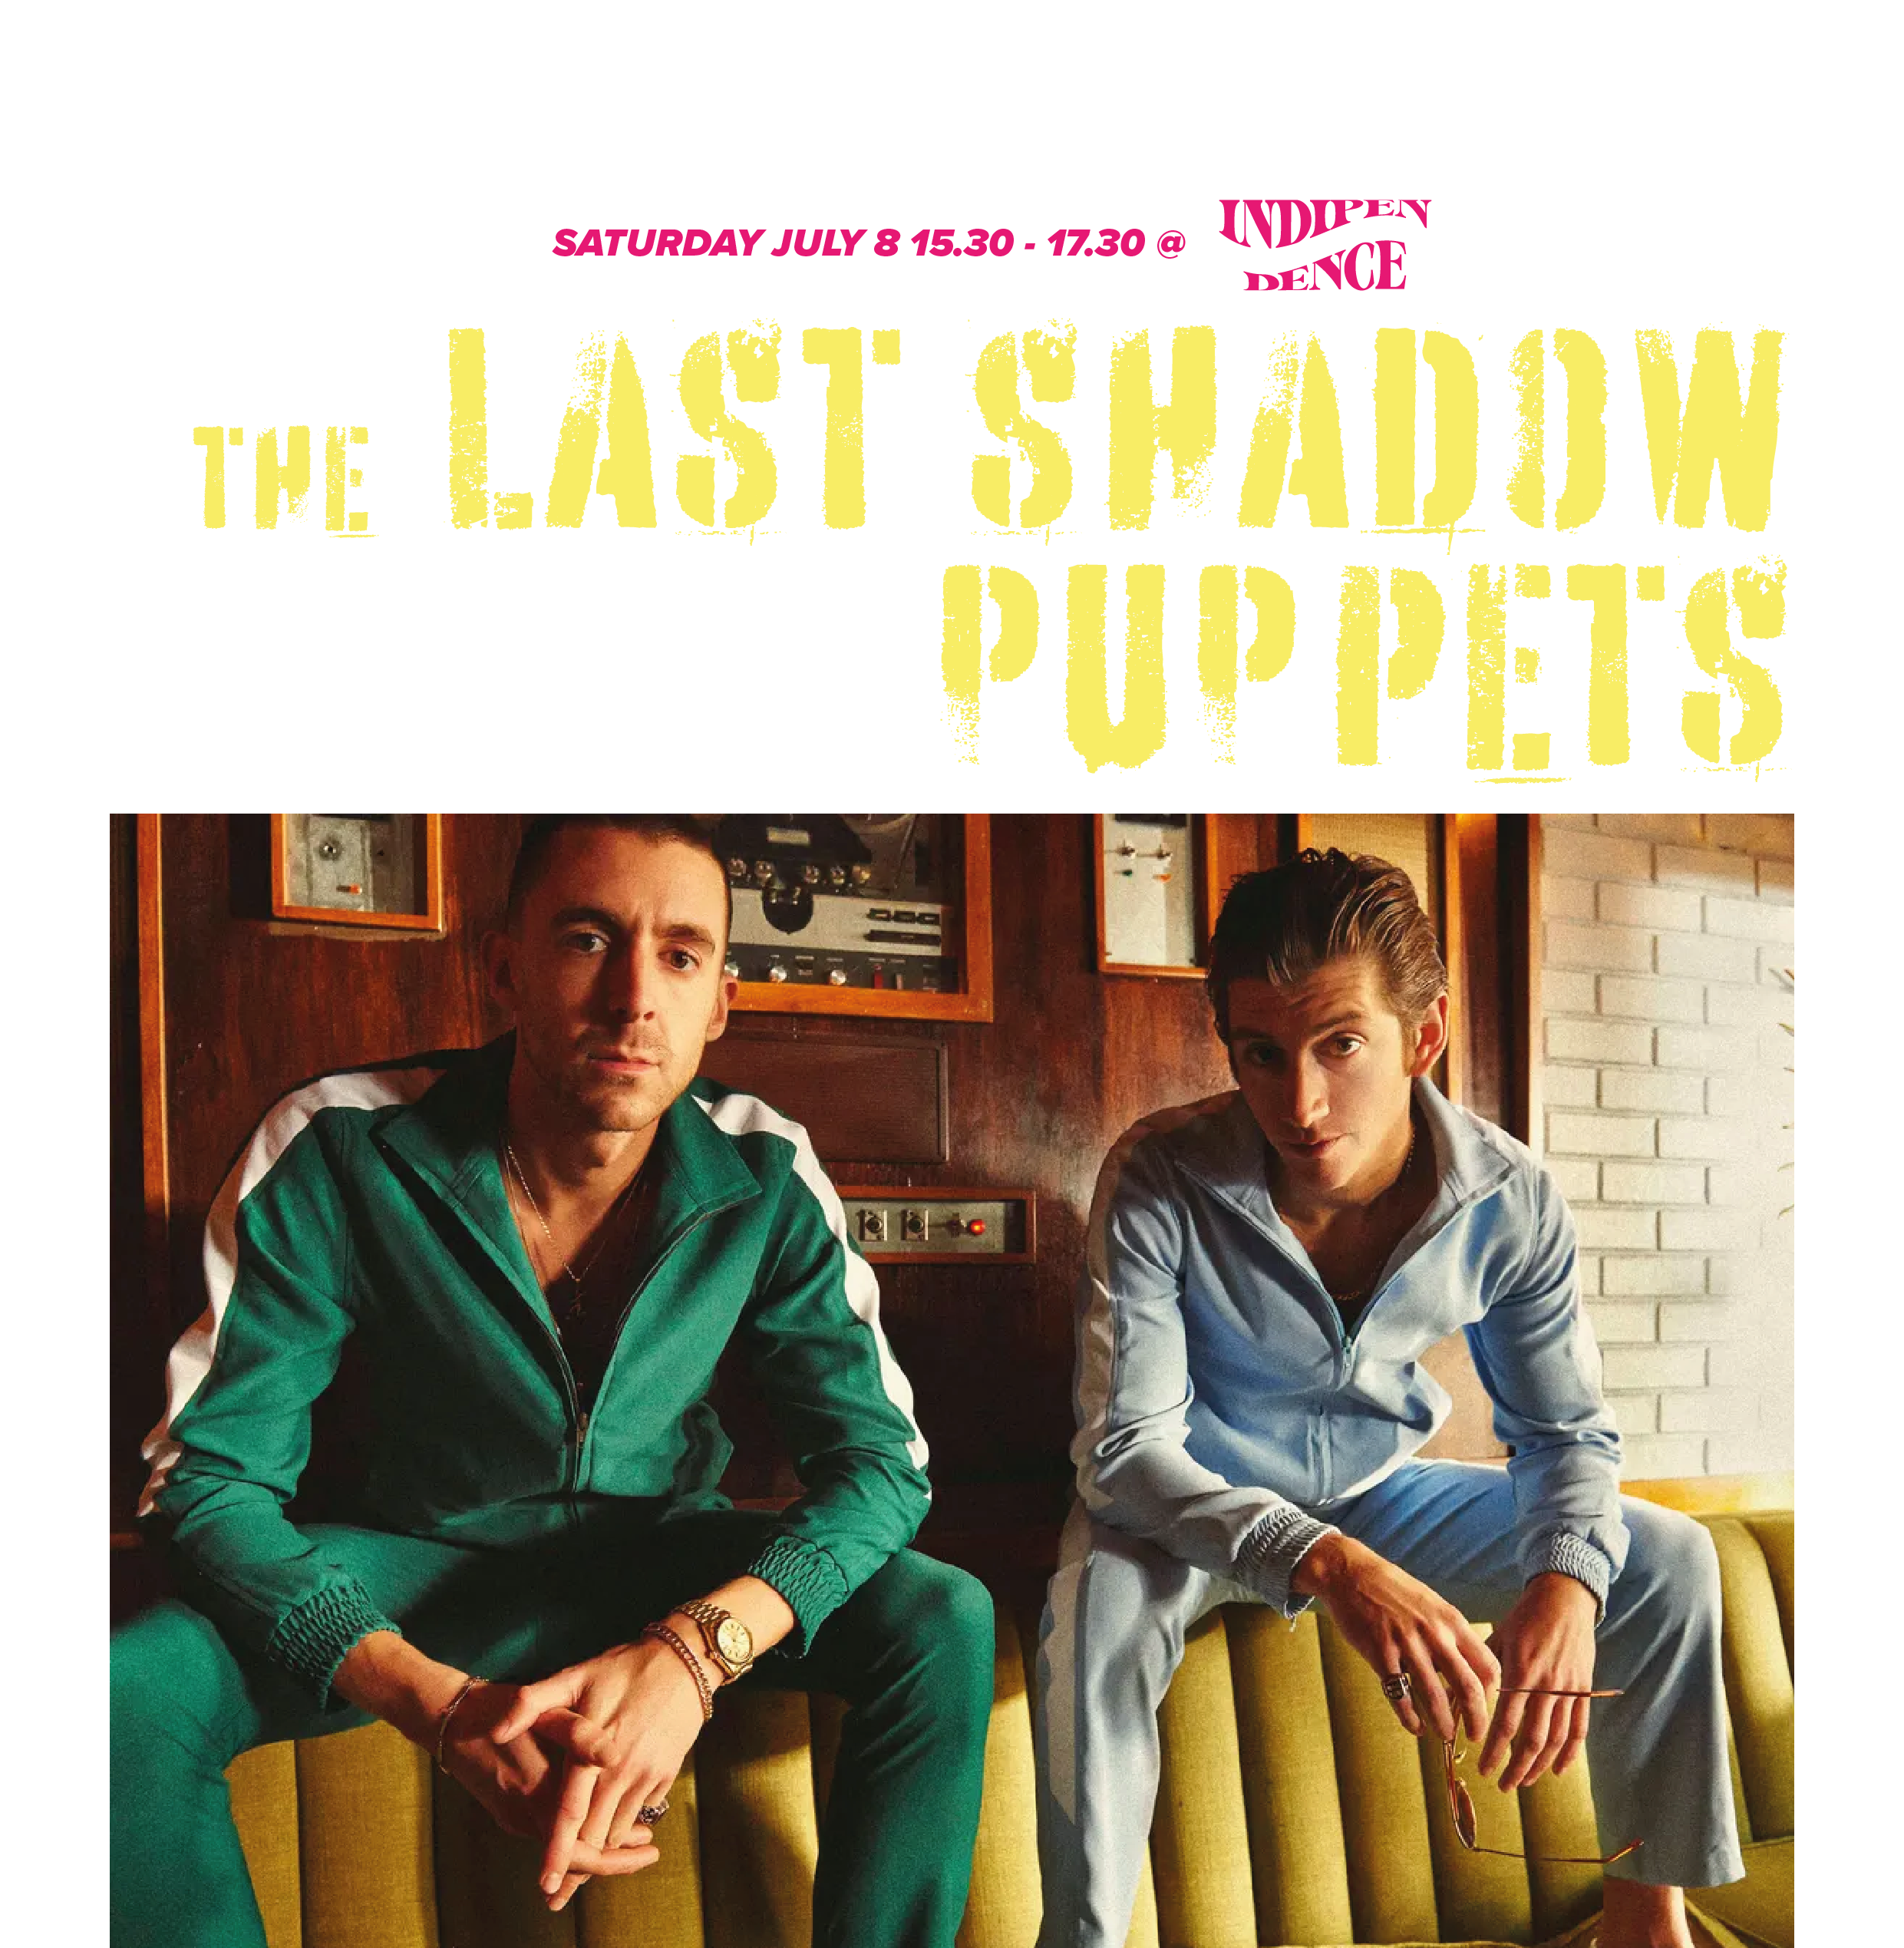 SATURDAY JULY 8 15.30 - 17.30 @ INDIPEN
DENCE
THE LAST SHADOW
PUPPETS